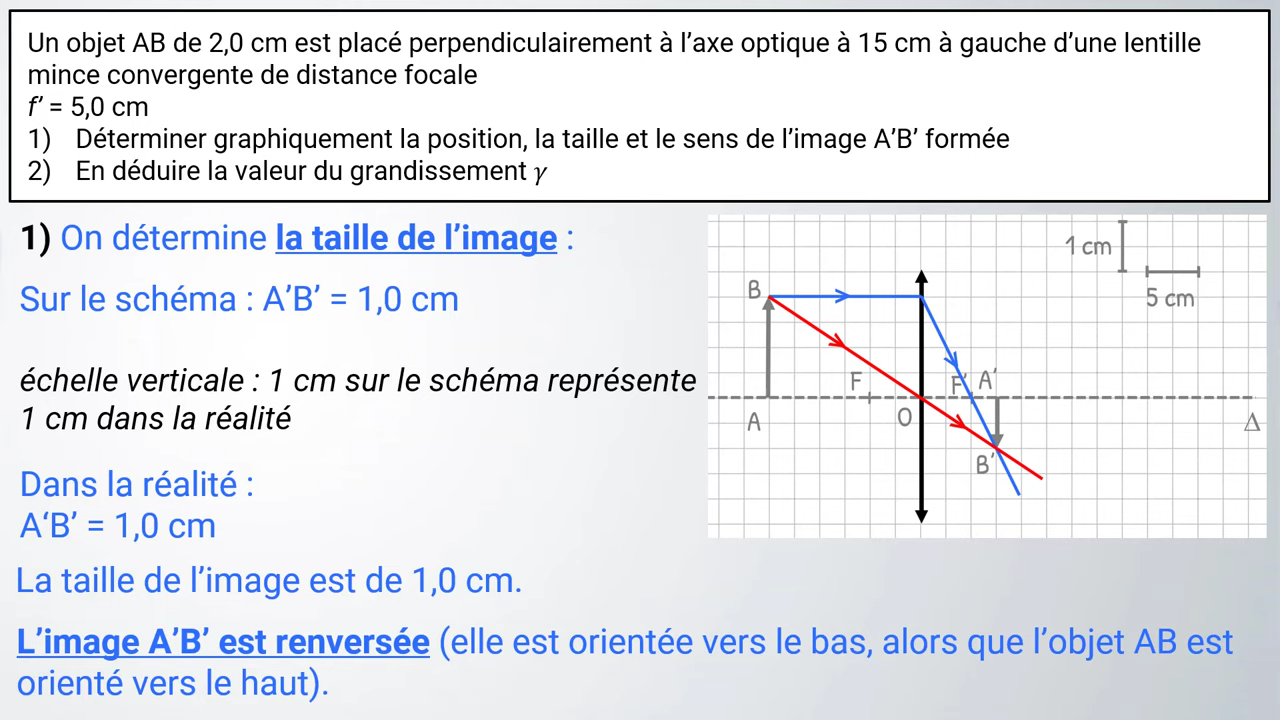 Un objet AB de 2,0 cm est placé perpendiculairement à l’axe optique à 15 cm à gauche d’une lentille
mince convergente de distance focale
f’ = 5,0 cm
1) Déterminer graphiquement la position, la taille et le sens de l’image A’B’ formée
2) En déduire la valeur du grandissement γ
1) On détermine la taille de l’image :
Sur le schéma : A’B’ = 1,0 cm
échelle verticale : 1 cm sur le schéma représente
1 cm dans la réalité
Dans la réalité :
A‘B’ = 1,0 cm
La taille de l’image est de 1,0 cm.
L’image A’B’ est renversée (elle est orientée vers le bas, alors que l’objet AB est
orienté vers le haut).
1 cm
5 cm
B
F
F'
A'
A
O
Δ
B'